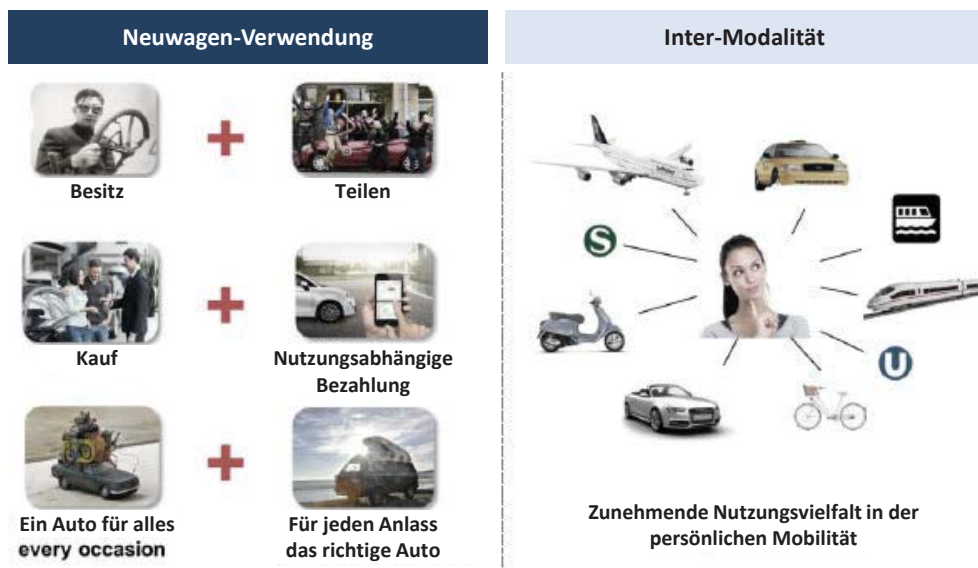 Neuwagen-Verwendung
Besitz
Teilen
Kauf
Nutzungsabhängige
Bezahlung
Ein Auto für alles
every occasion
Für jeden Anlass
das richtige Auto
Inter-Modalität
S
U
Zunehmende Nutzungsvielfalt in der
persönlichen Mobilität